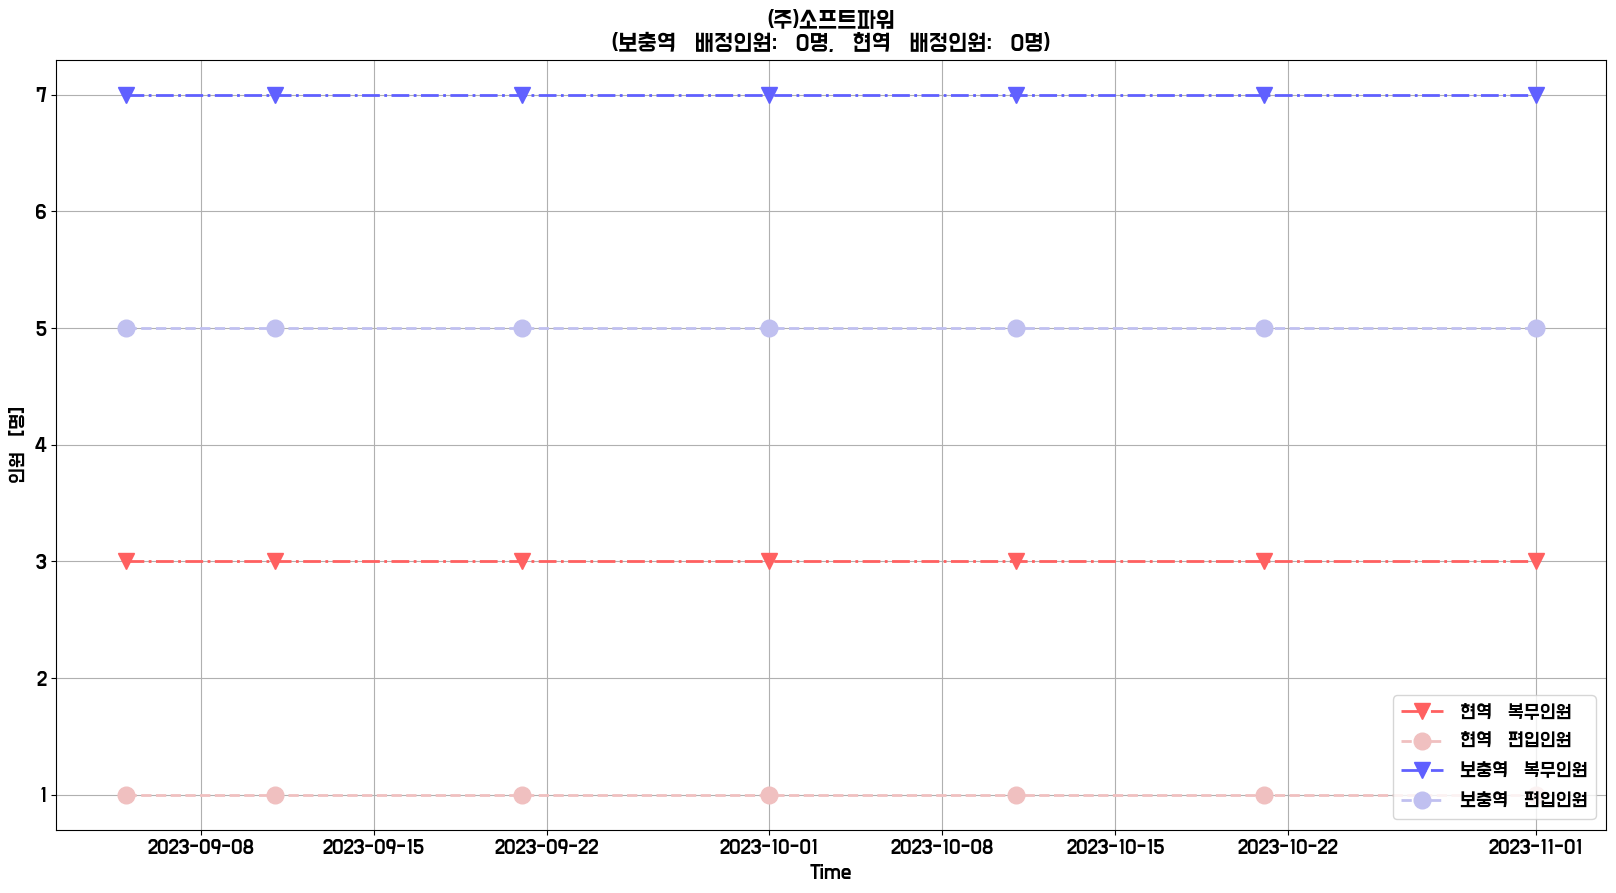 (주)소프트파워
(보충역 배정인원: 0명, 현역 배정인원: 0명)
인원 [명]
7
6
5
4
3
2
1
현역 복무인원
현역 편입인원
보충역 복무인원
보충역 편입인원
2023-09-08 2023-09-15 2023-09-22 2023-10-01 2023-10-08 2023-10-15 2023-10-22 2023-11-01
Time